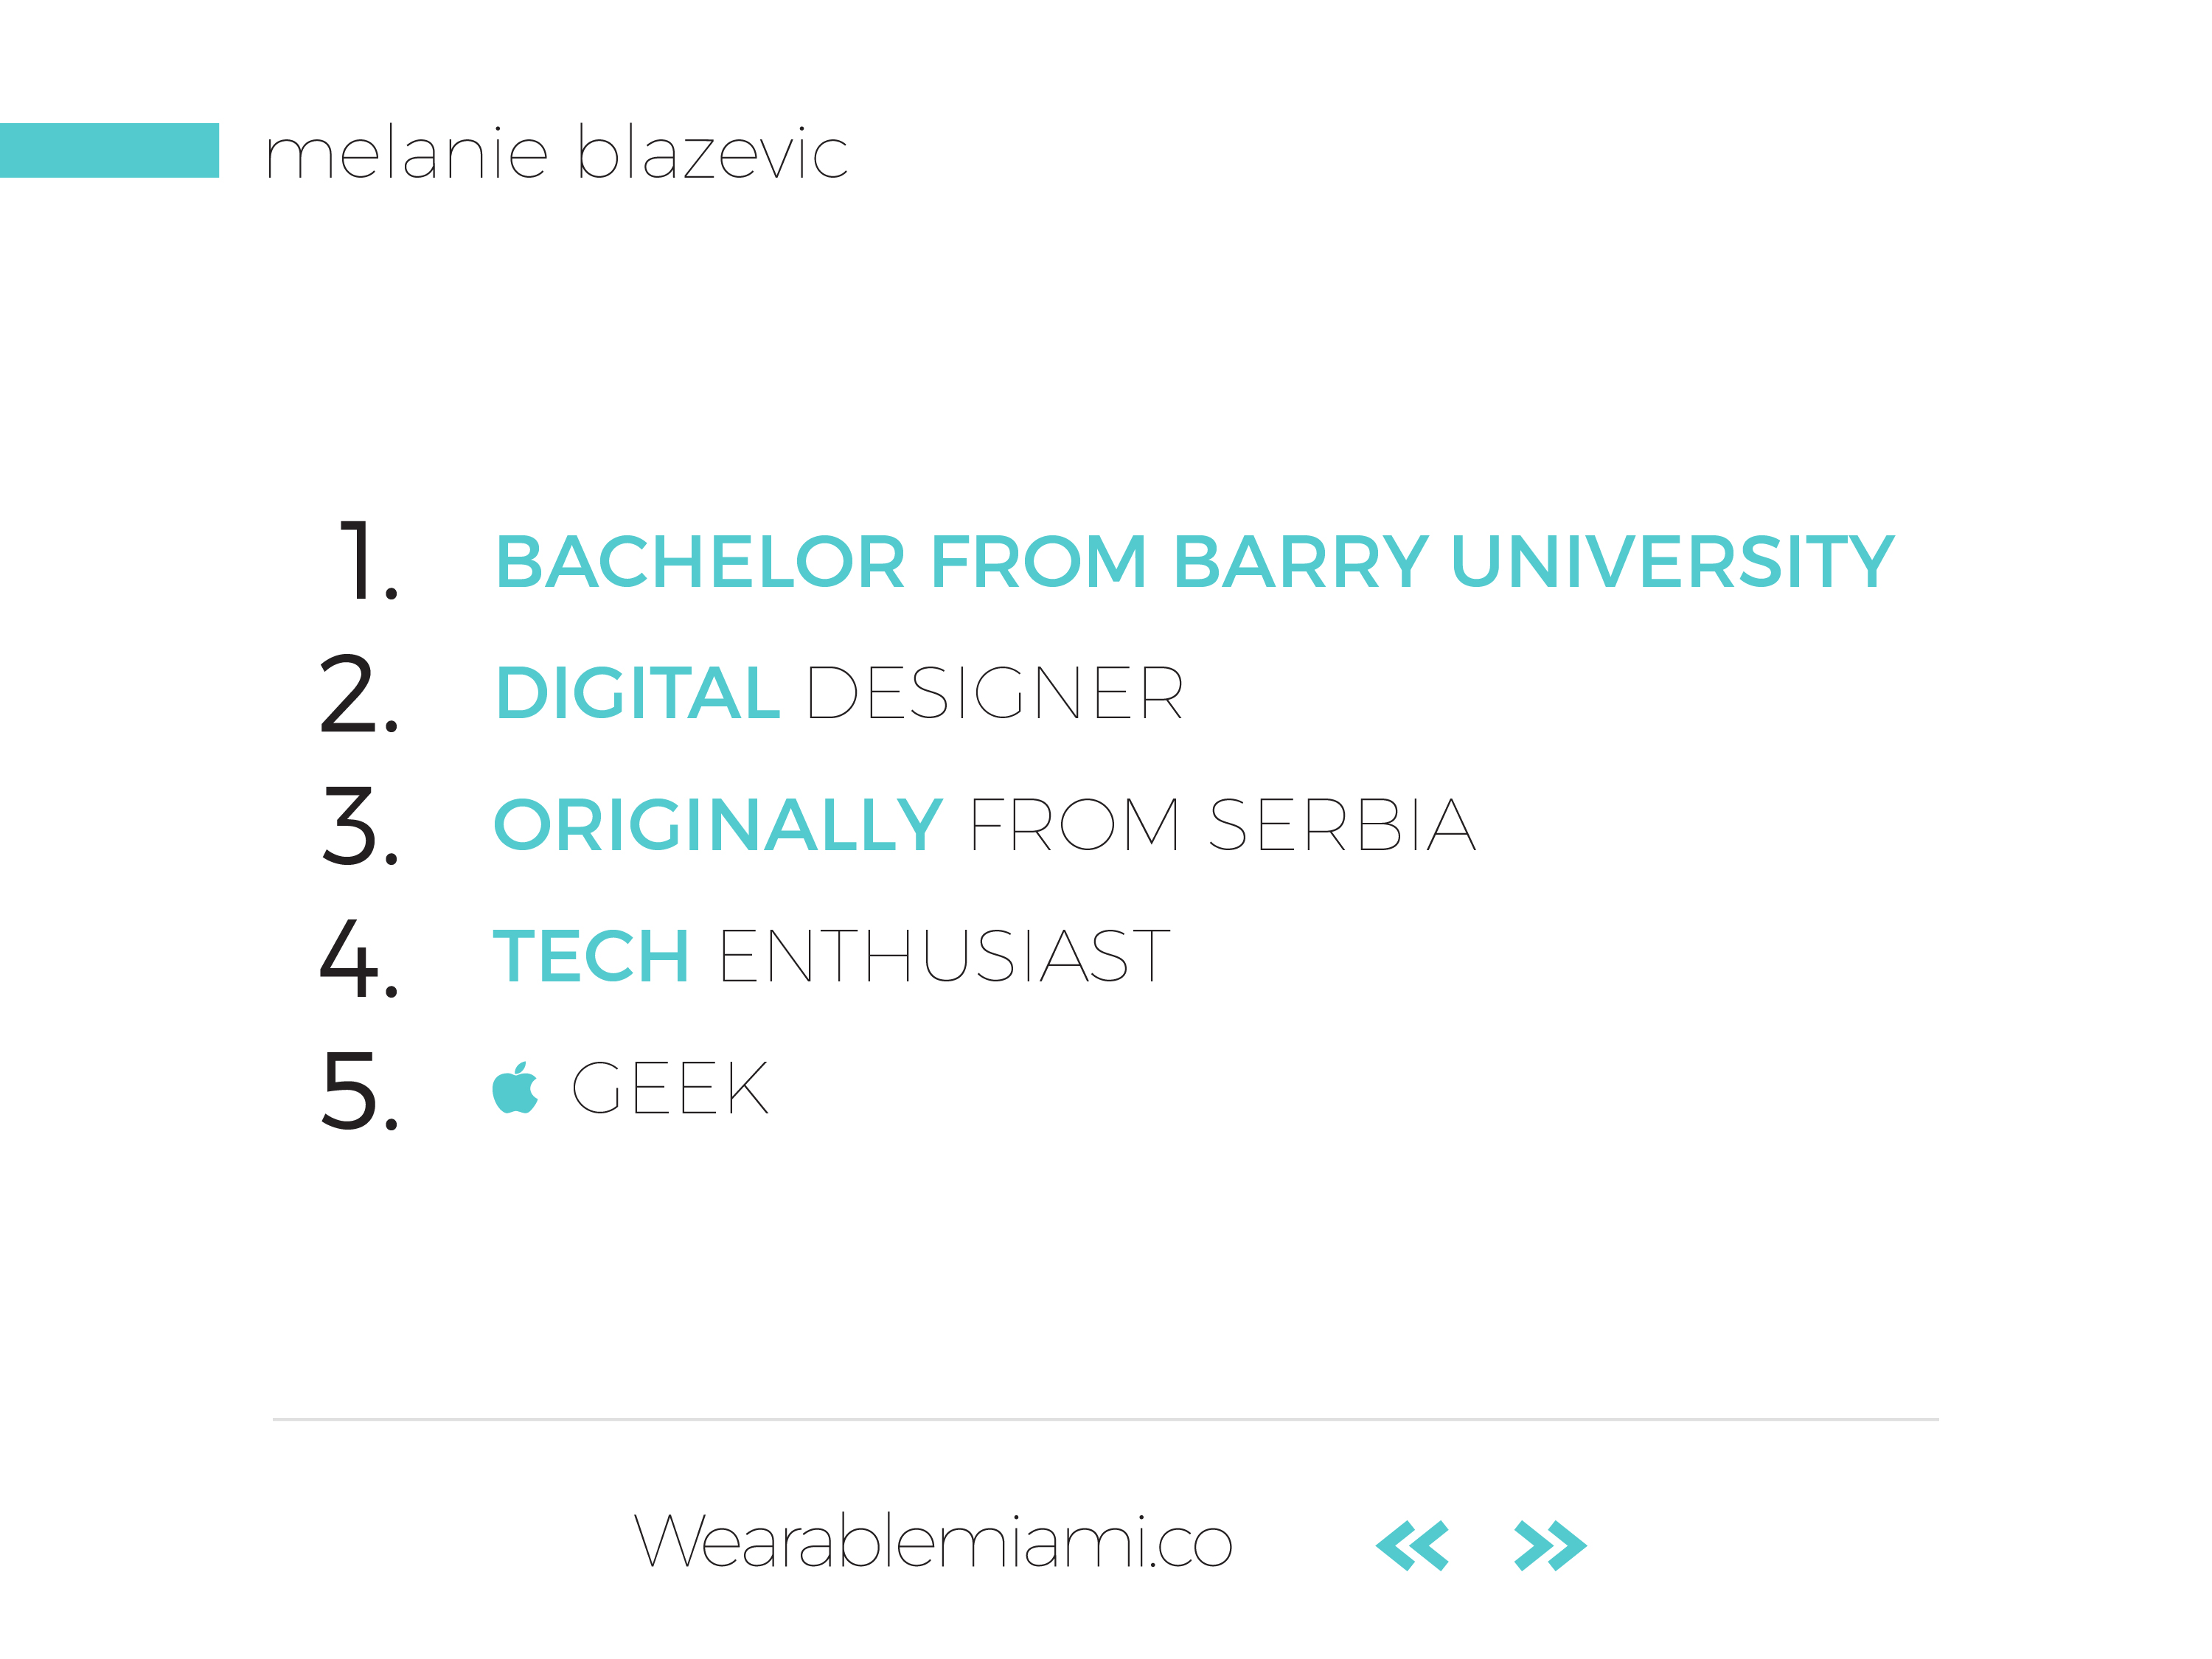 melanie blazevic
1. BACHELOR FROM BARRY UNIVERSITY
2. DIGITAL DESIGNER
3. ORIGINALLY FROM SERBIA
4. TECH ENTHUSIAST
5. GEEK
Wearablemiami.co